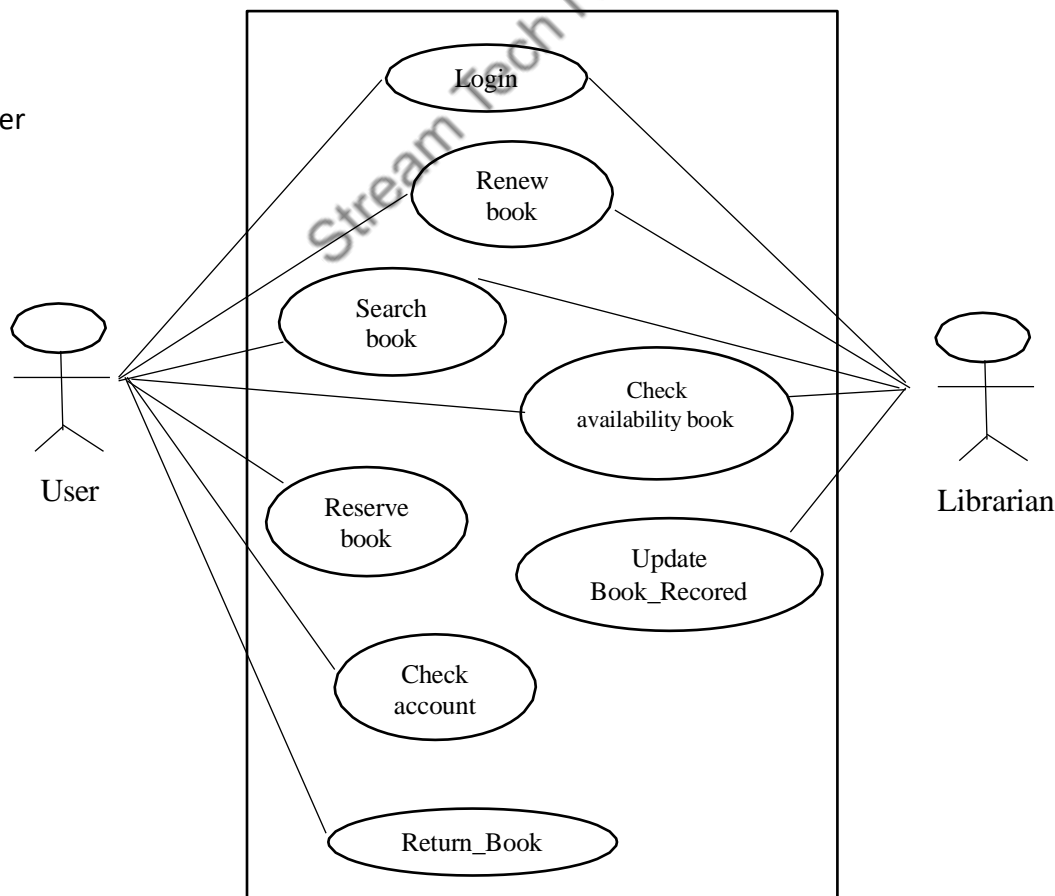 Stream Tech
er
Login
Renew
book
Search
book
Check
availability book
User
Librarian
Reserve
book
Update
Book_Recored
Check
account
Return_Book